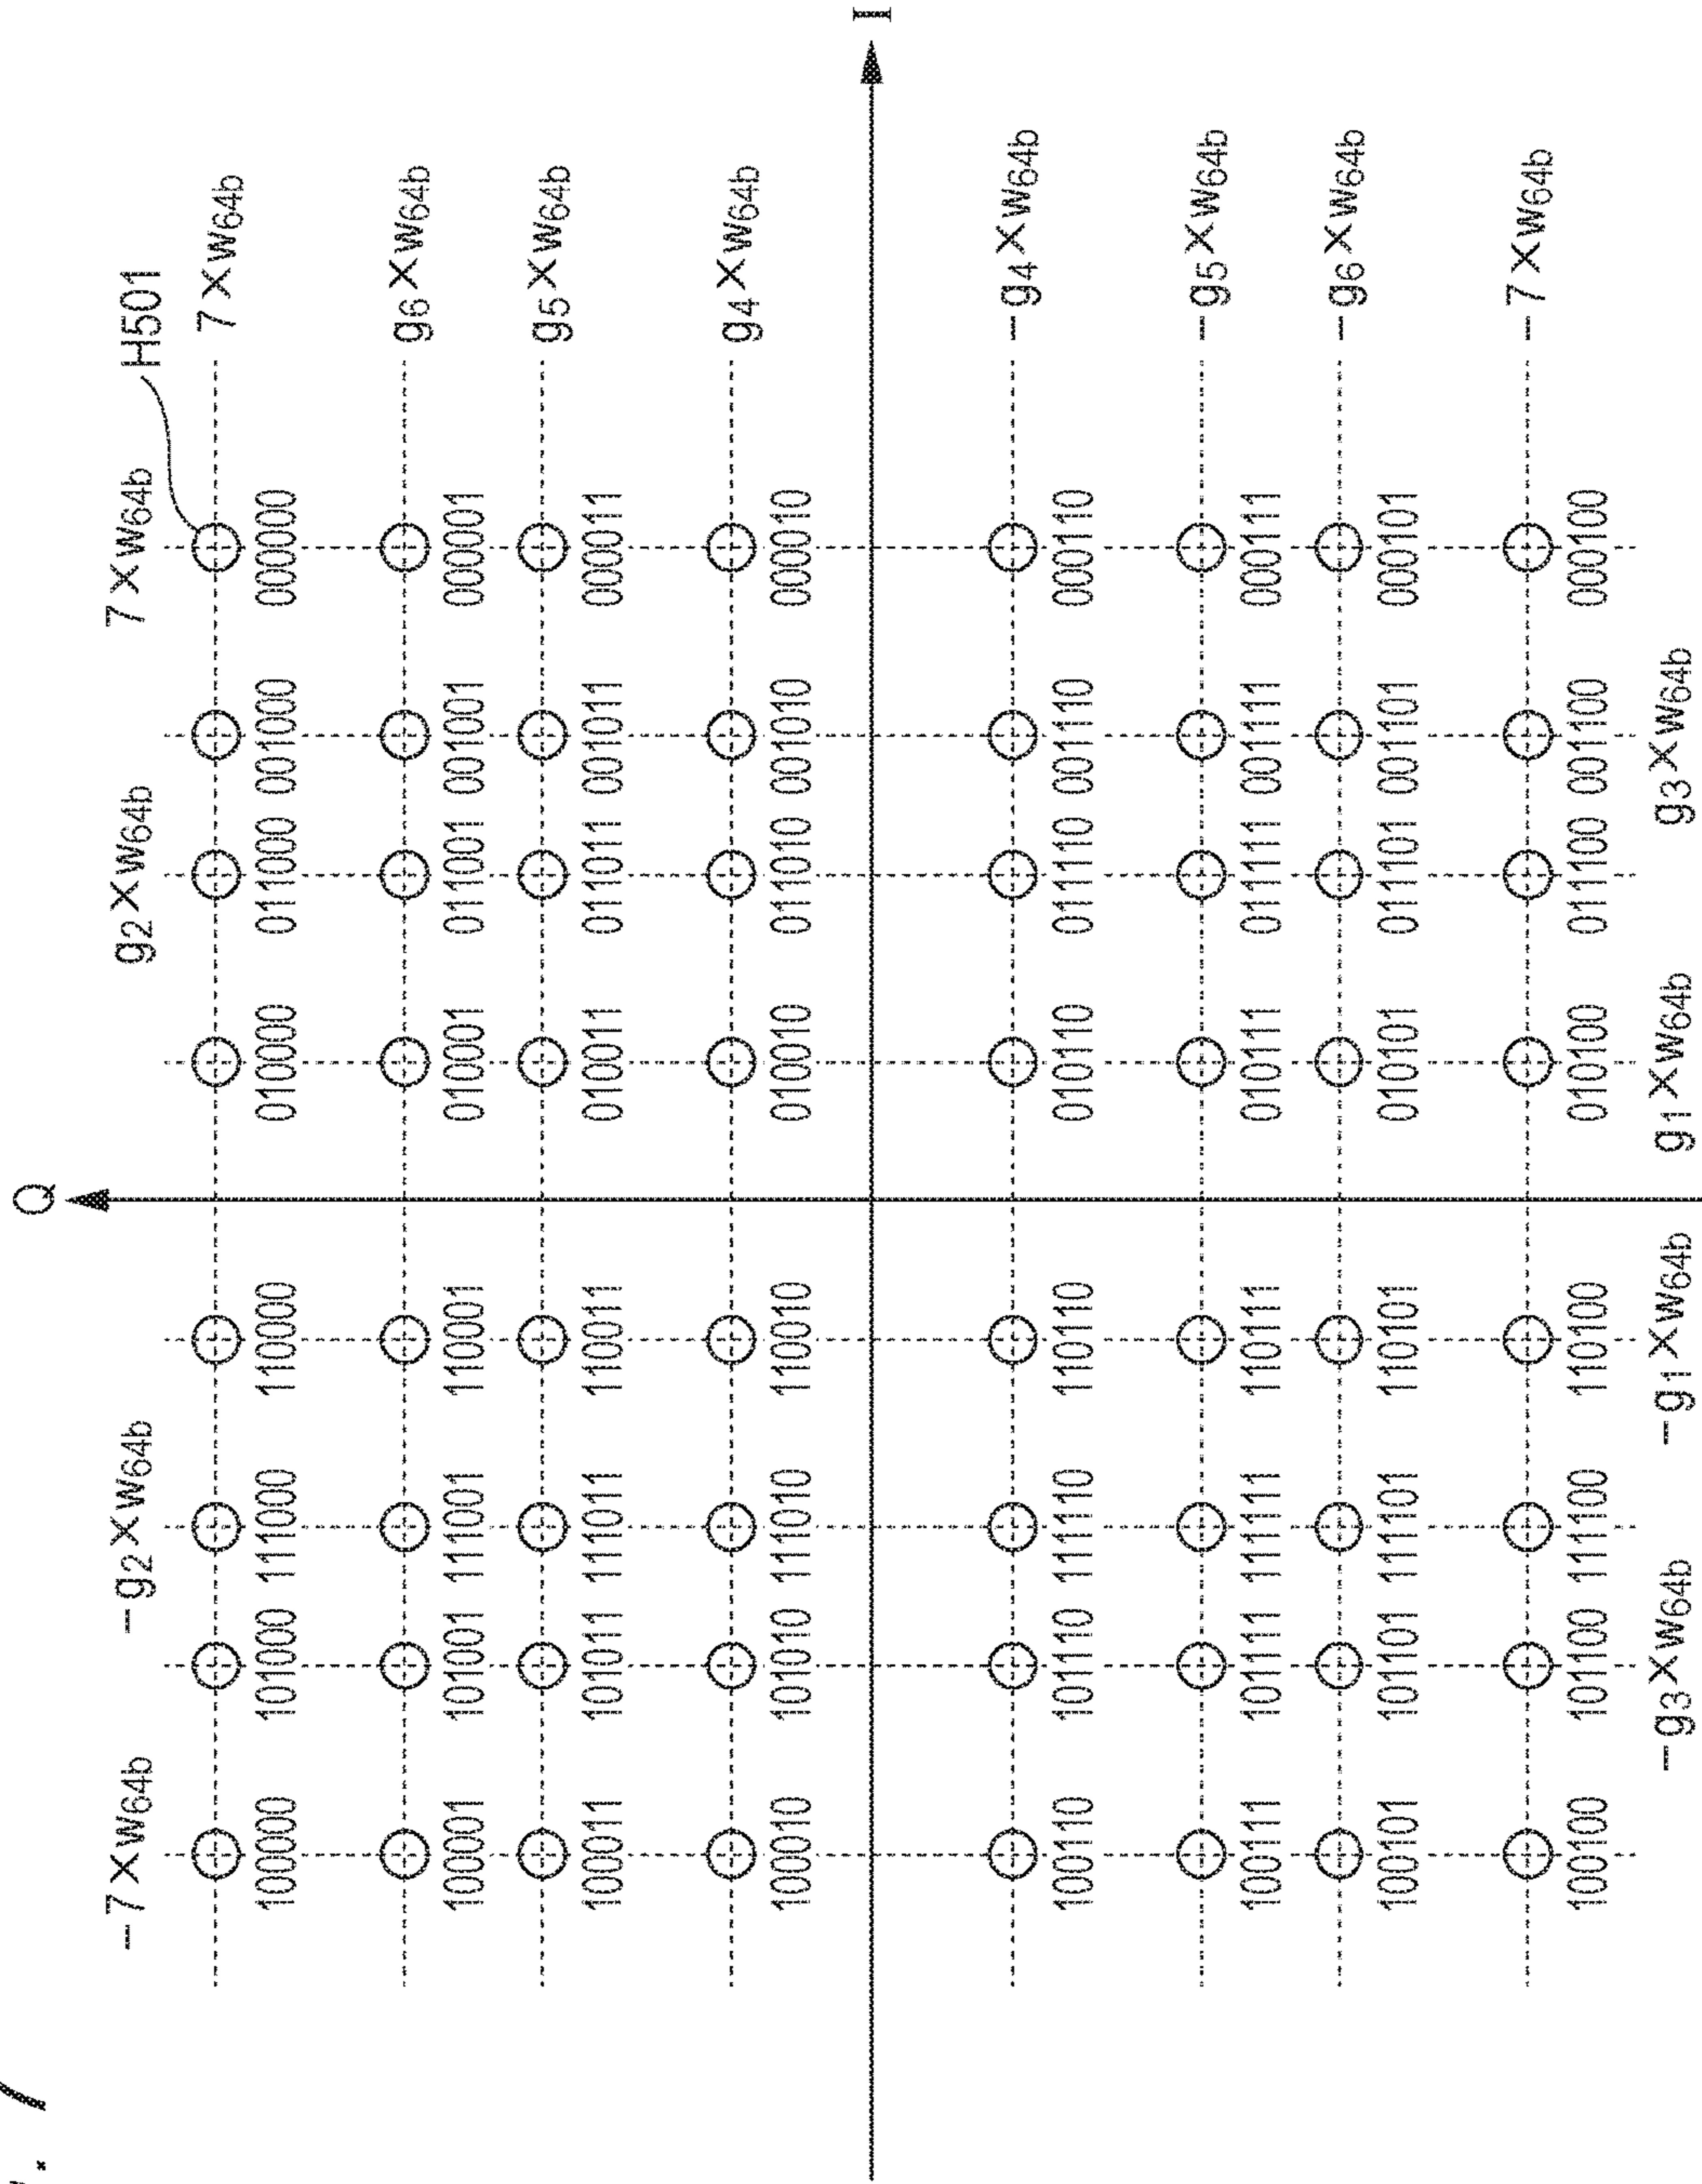 Q
−7×w64b −g2×w64b g2×w64b 7×w64b H501
7×w64b
100000 101000 111000 110000 010000 011000 001000 000000
g6×w64b
100001 101001 111001 110001 010001 011001 001001 000001
g5×w64b
100011 101011 111011 110011 010011 011011 001011 000011
g4×w64b
100010 101010 111010 110010 010010 011010 001010 000010
I
−g4×w64b
100110 101110 111110 110110 010110 011110 001110 000110
−g5×w64b
100111 101111 111111 110111 010111 011111 001111 000111
−g6×w64b
100101 101101 111101 110101 010101 011101 001101 000101
−7×w64b
100100 101100 111100 110100 010100 011100 001100 000100
−g3×w64b −g1×w64b g1×w64b g3×w64b